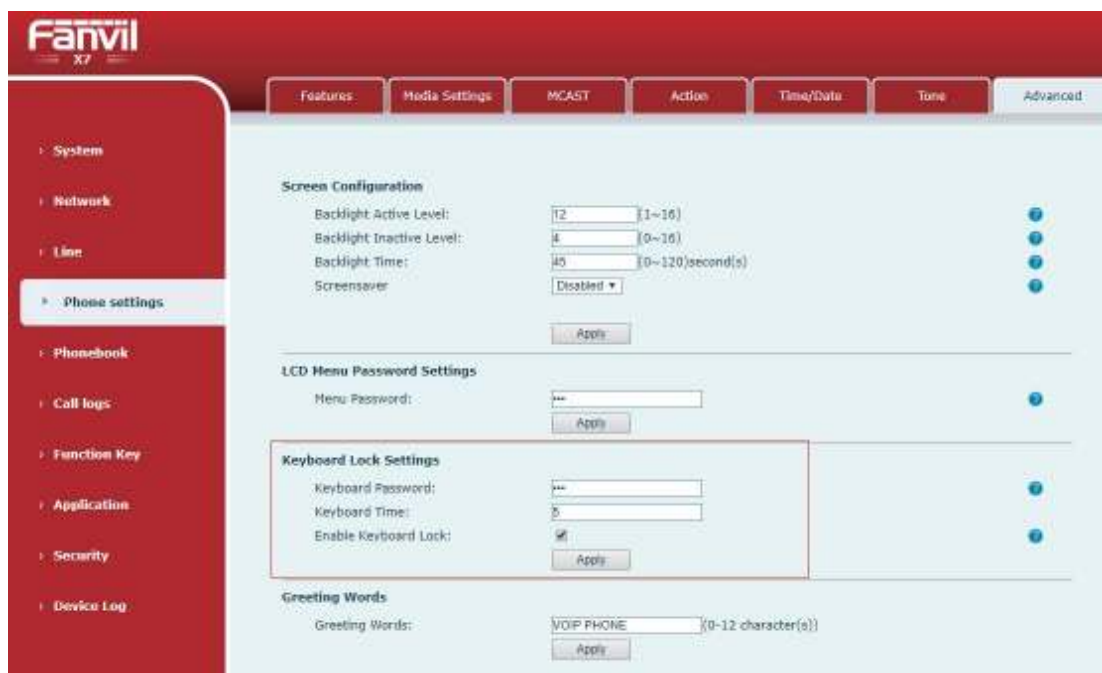 Fanvil
X7
Features Media Settings MCAST Action Time/Date Tone Advanced
› System
› Network
› Line
› Phone settings
› Phonebook
› Call logs
› Function Key
› Application
› Security
› Device Log
Screen Configuration
Backlight Active Level: 12 (1~16)
Backlight Inactive Level: 4 (0~16)
Backlight Time: 45 (0~120)second(s)
Screensaver Disabled ▾
Apply
LCD Menu Password Settings
Menu Password: •••
Apply
Keyboard Lock Settings
Keyboard Password: •••
Keyboard Time: 5
Enable Keyboard Lock:
Apply
Greeting Words
Greeting Words: VOIP PHONE (0~12 character(s))
Apply